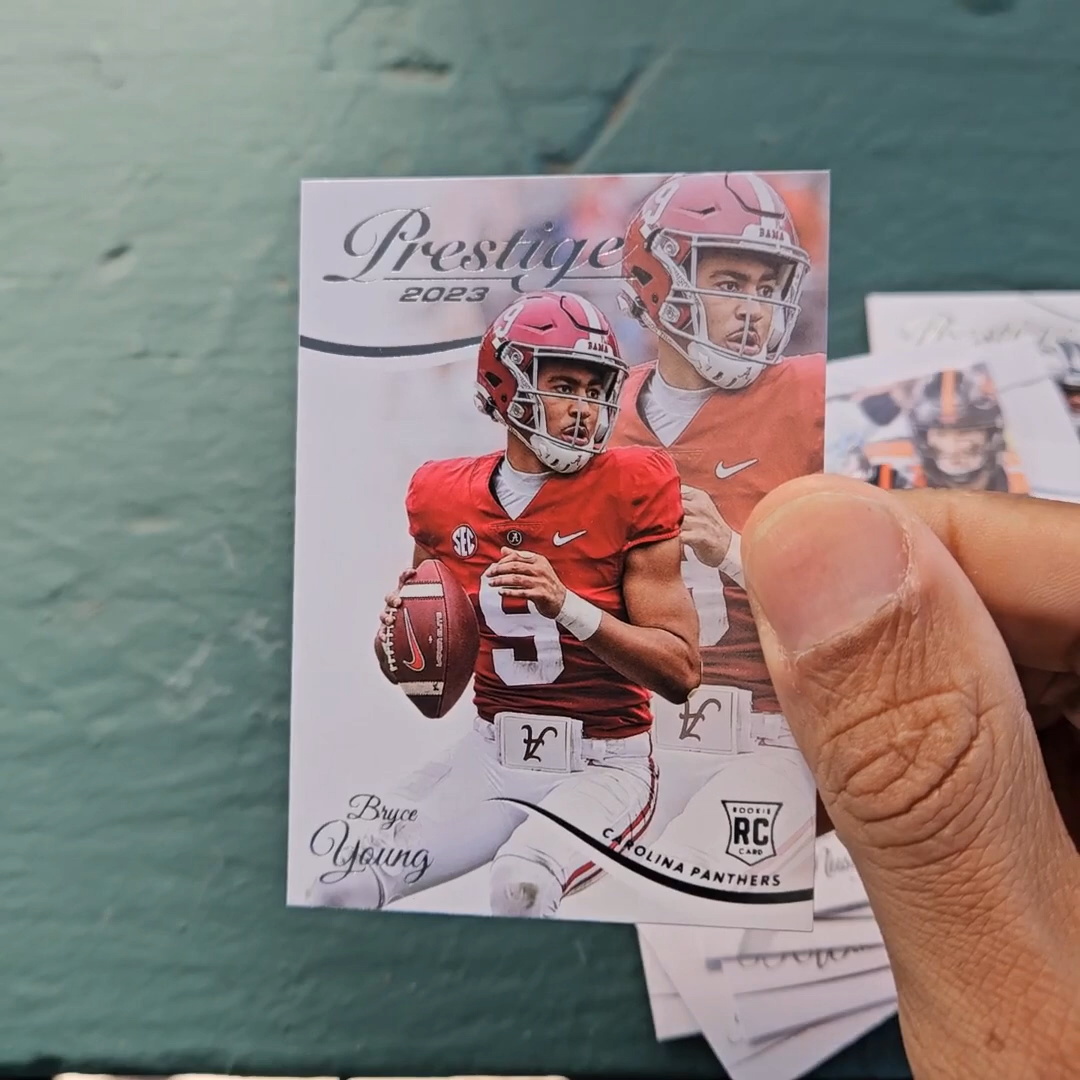 Prestige
2023
BAMA
BAMA
SEC
A
9
Bryce
Young
CAROLINA PANTHERS
ROOKIE
RC
CARD